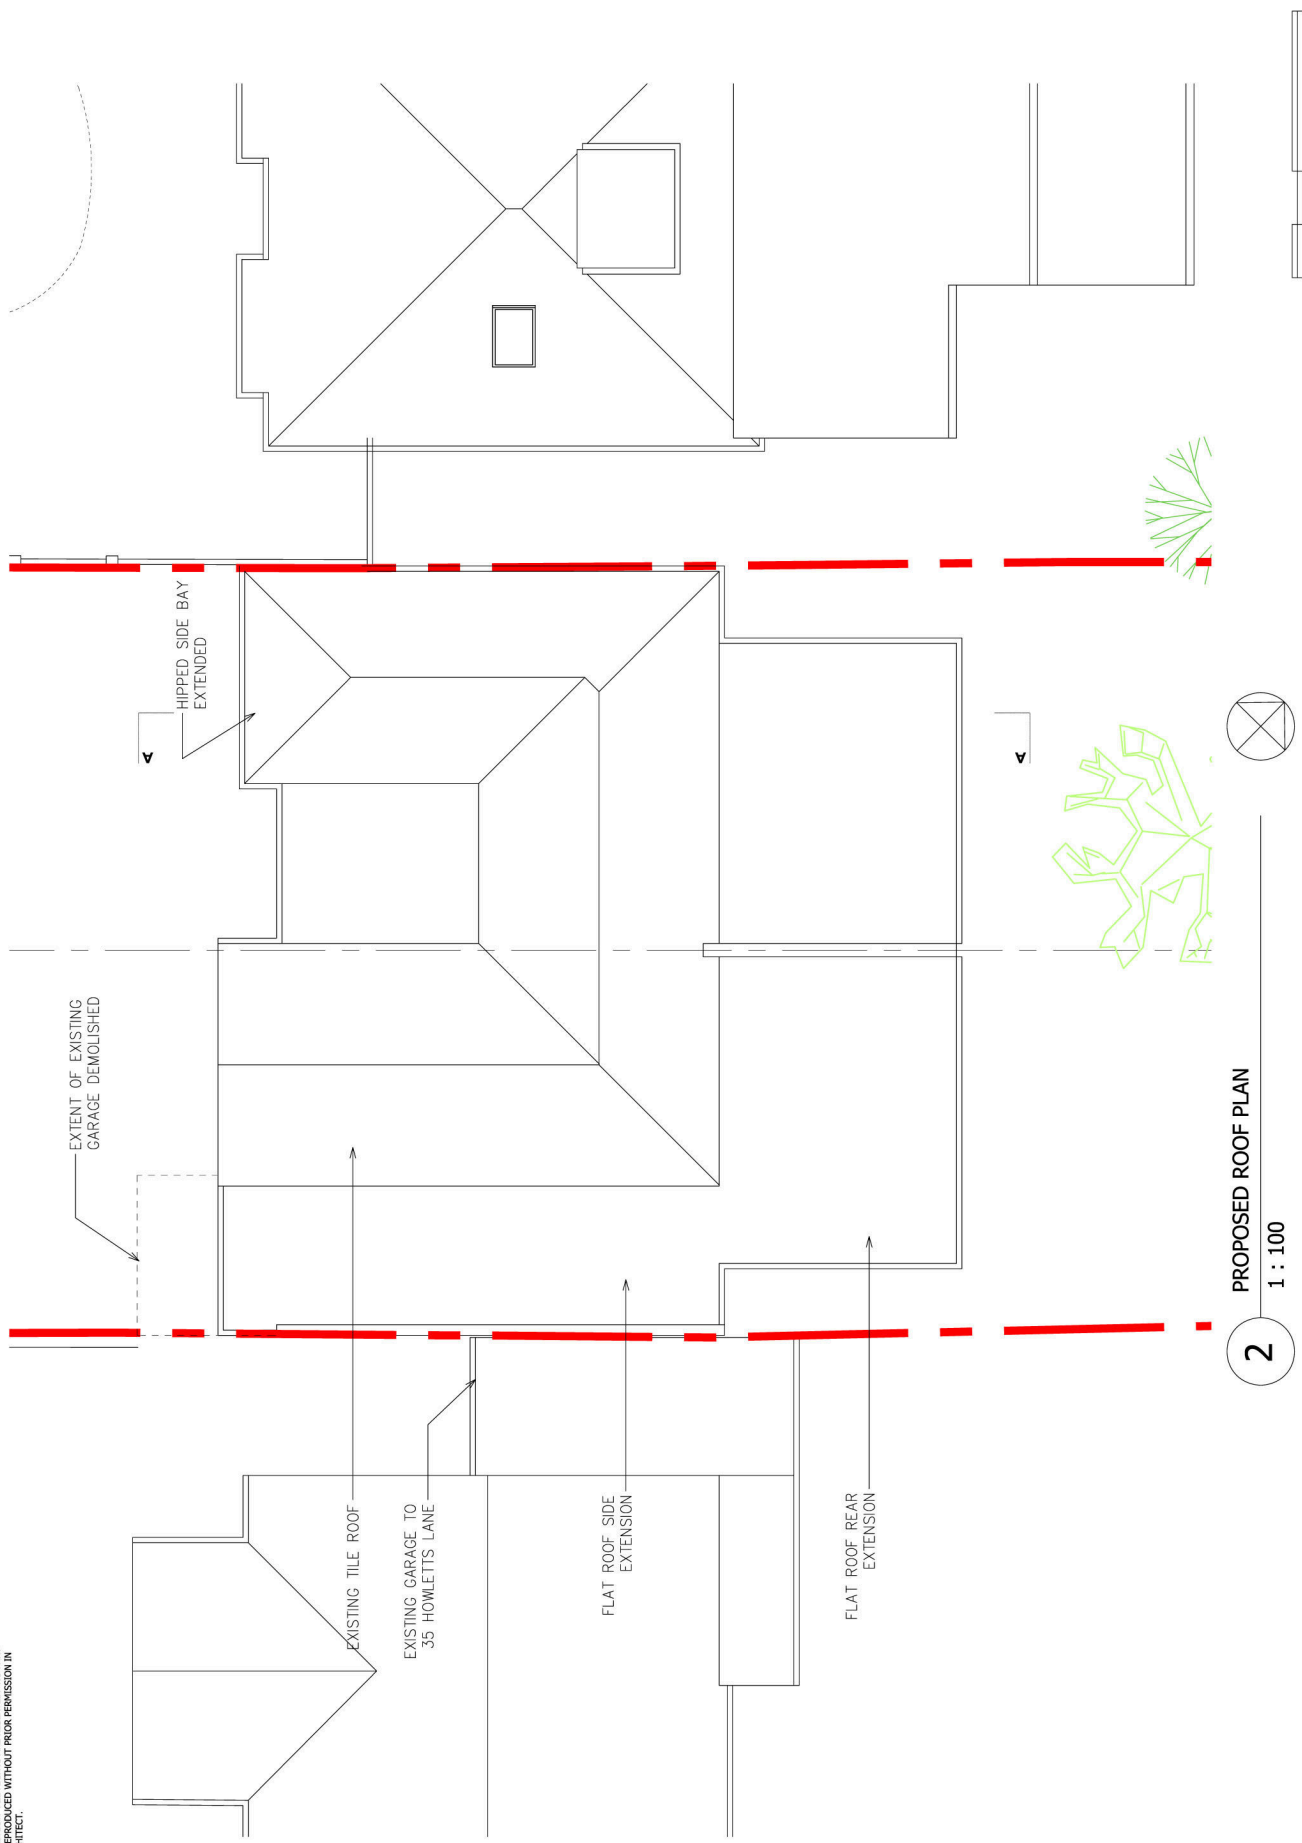 EPRODUCED WITHOUT PRIOR PERMISSION IN
HITECT.
EXTENT OF EXISTING
GARAGE DEMOLISHED
HIPPED SIDE BAY
EXTENDED
A
A
EXISTING TILE ROOF
EXISTING GARAGE TO
35 HOWLETTS LANE
FLAT ROOF SIDE
EXTENSION
FLAT ROOF REAR
EXTENSION
2
PROPOSED ROOF PLAN
1 : 100